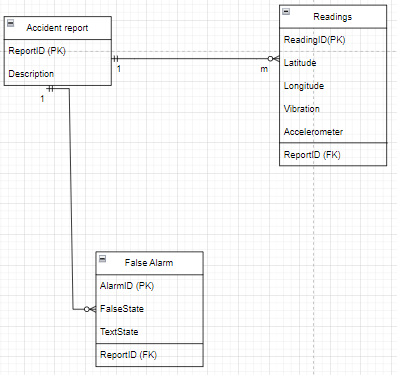 Accident report
ReportID (PK)
Description
1
1
m
Readings
ReadingID(PK)
Latitude
Longitude
Vibration
Accelerometer
ReportID (FK)
False Alarm
AlarmID (PK)
FalseState
TextState
ReportID (FK)